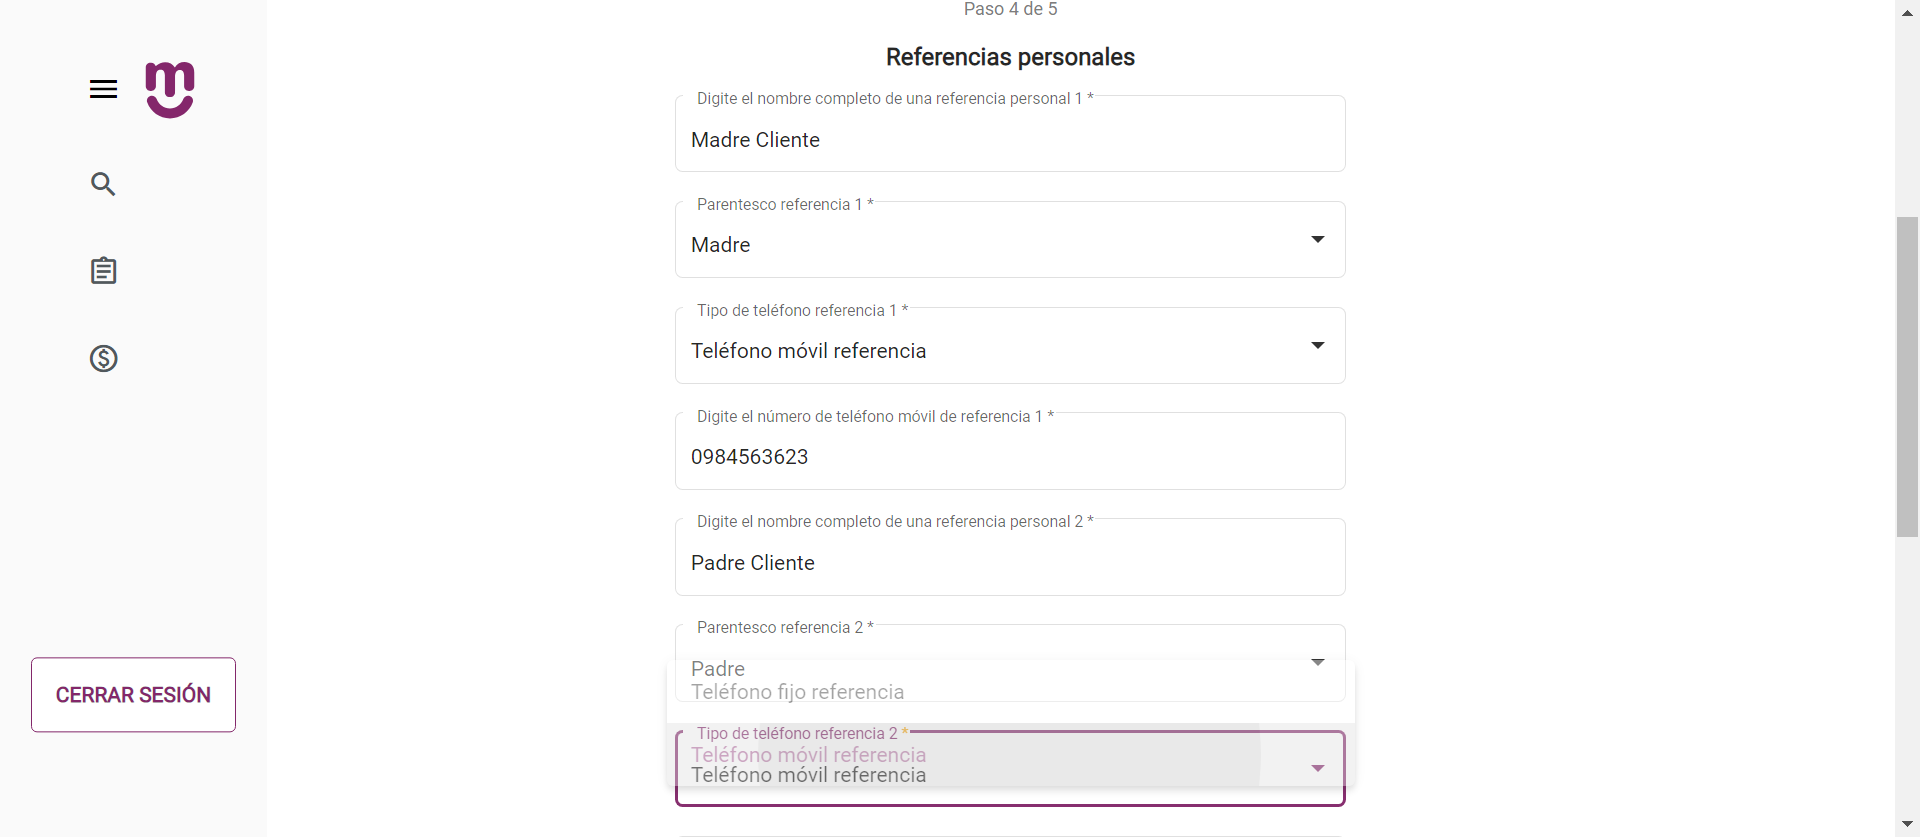 Paso 4 de 5
Referencias personales
Digite el nombre completo de una referencia personal 1 *
Madre Cliente
Parentesco referencia 1 *
Madre
Tipo de teléfono referencia 1 *
Teléfono móvil referencia
Digite el número de teléfono móvil de referencia 1 *
0984563623
Digite el nombre completo de una referencia personal 2 *
Padre Cliente
Parentesco referencia 2 *
Padre
Teléfono fijo referencia
Tipo de teléfono referencia 2 *
Teléfono móvil referencia
Teléfono móvil referencia
CERRAR SESIÓN